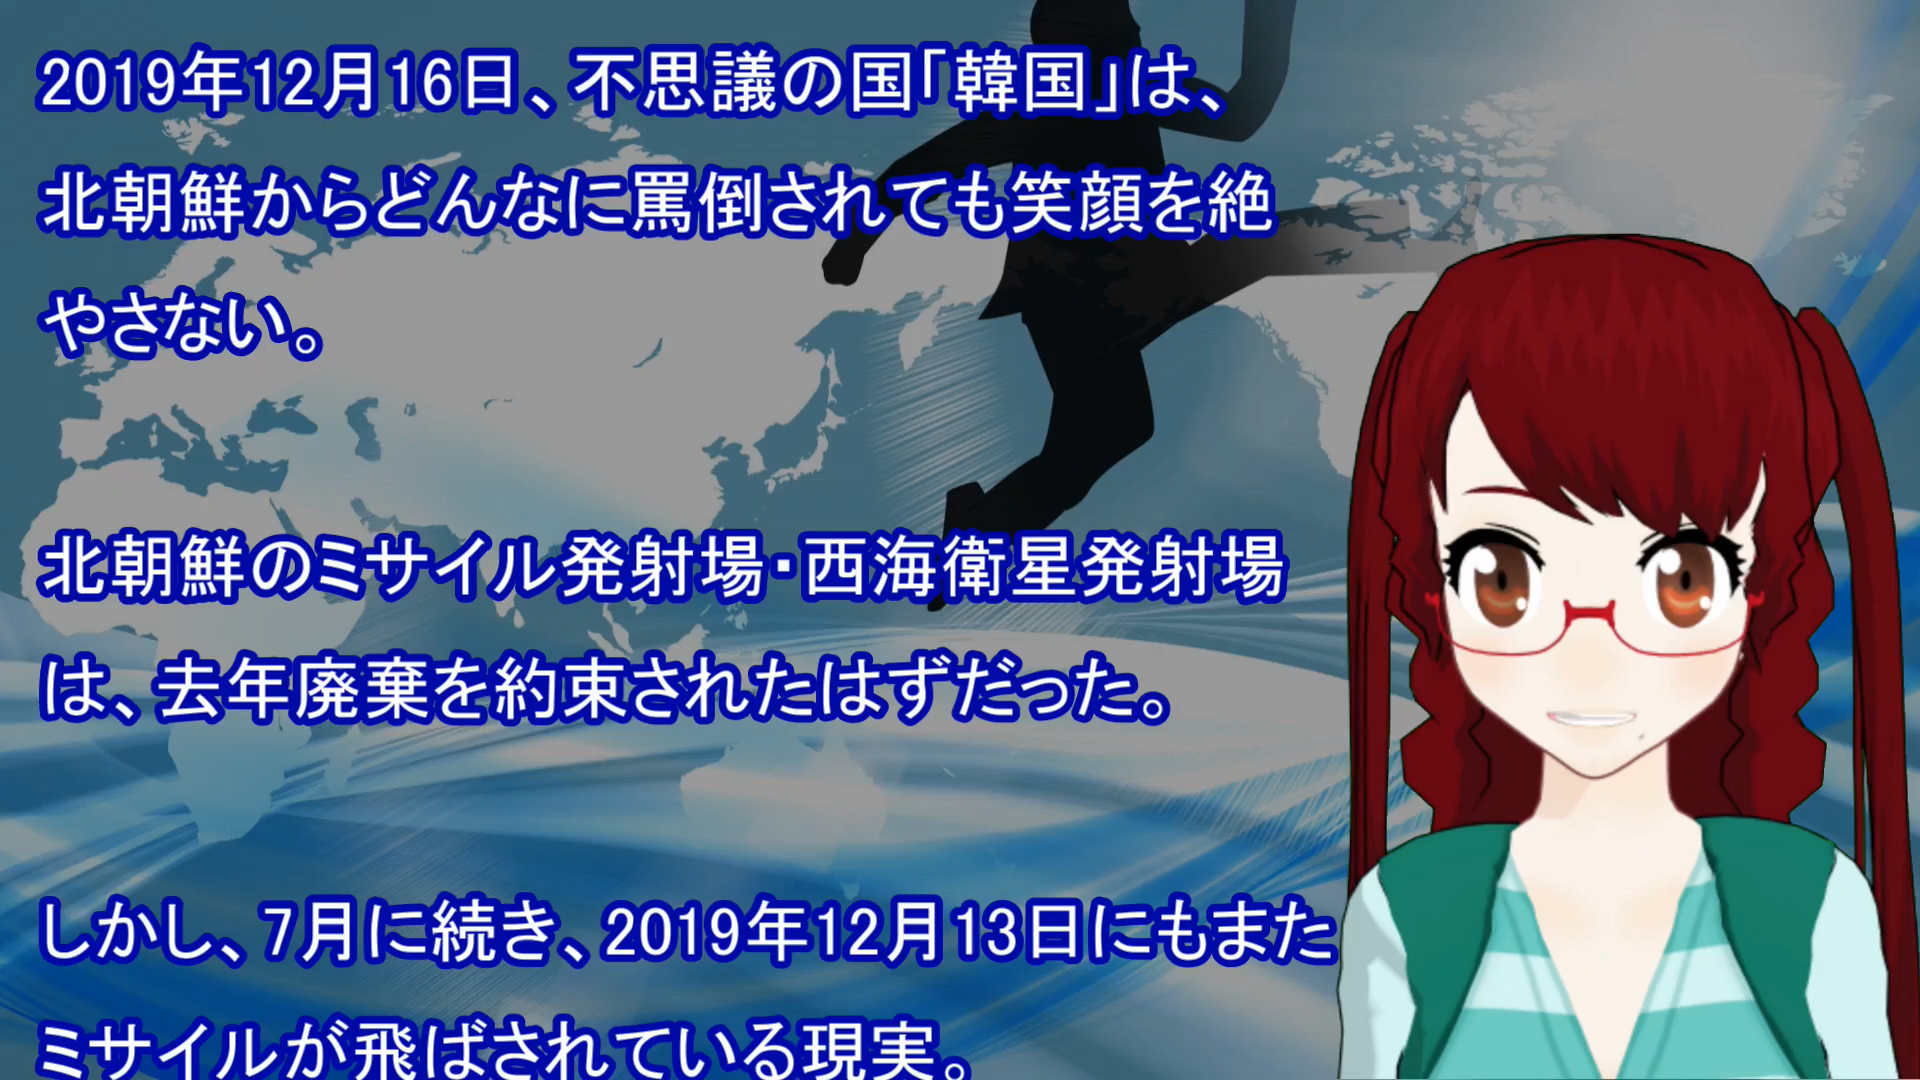 2019年12月16日、不思議の国「韓国」は、
北朝鮮からどんなに罵倒されても笑顔を絶
やさない。
北朝鮮のミサイル発射場・西海衛星発射場
は、去年廃棄を約束されたはずだった。
しかし、7月に続き、2019年12月13日にもまた
ミサイルが飛ばされている現実。